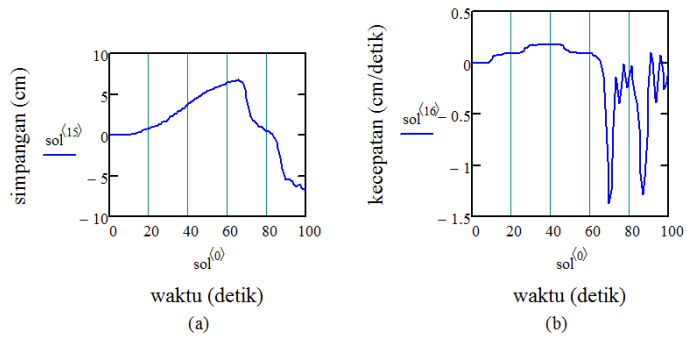 simpangan (cm)
sol⟨15⟩
10
5
0
− 5
− 10
0 20 40 60 80 100
sol⟨0⟩
waktu (detik)
(a)
kecepatan (cm/detik)
sol⟨16⟩
0.5
0
− 0.5
− 1
− 1.5
0 20 40 60 80 100
sol⟨0⟩
waktu (detik)
(b)